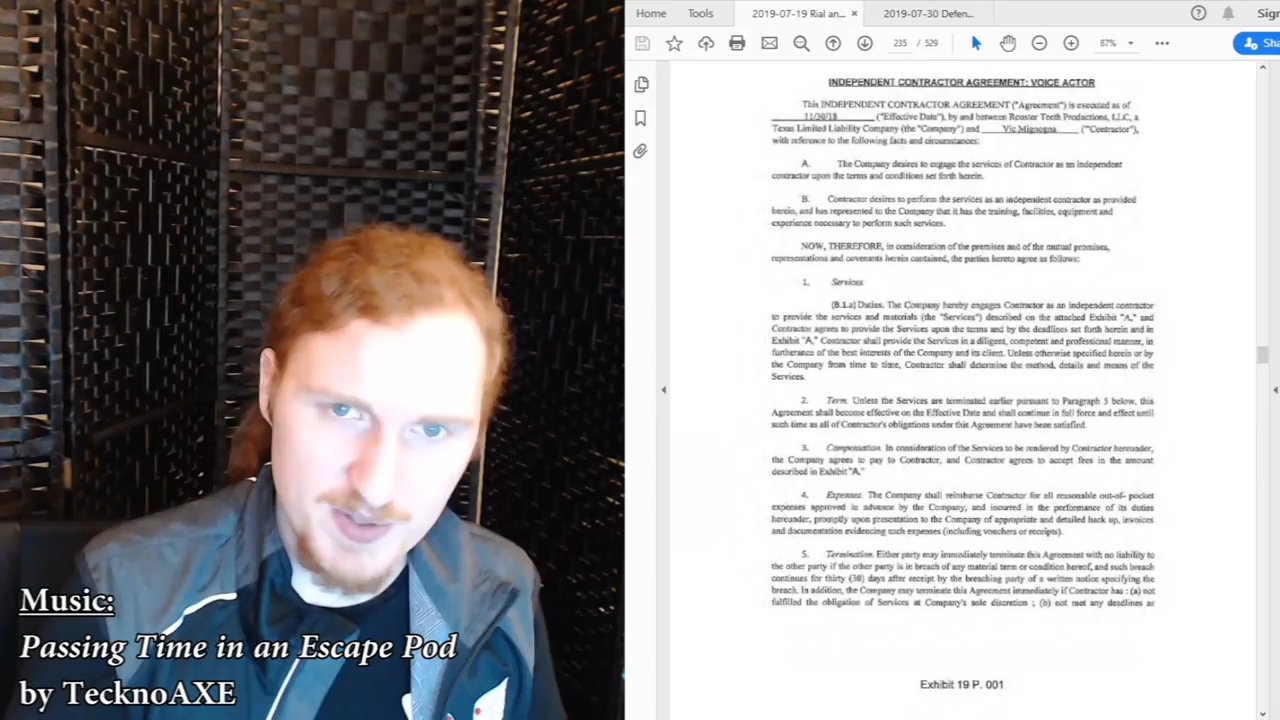 Home Tools 2019-07-19 Rial an... × 2019-07-30 Defen... Sign
235 / 529 87% Sha
INDEPENDENT CONTRACTOR AGREEMENT: VOICE ACTOR
This INDEPENDENT CONTRACTOR AGREEMENT ("Agreement") is executed as of
11/30/18 ("Effective Date"), by and between Rooster Teeth Productions, LLC, a
Texas Limited Liability Company (the "Company") and Vic Mignogna ("Contractor"),
with reference to the following facts and circumstances:
A. The Company desires to engage the services of Contractor as an independent
contractor upon the terms and conditions set forth herein.
B. Contractor desires to perform the services as an independent contractor as provided
herein, and has represented to the Company that it has the training, facilities, equipment and
experience necessary to perform such services.
NOW, THEREFORE, in consideration of the premises and of the mutual promises,
representations and covenants herein contained, the parties hereto agree as follows:
1. Services.
(B.1.a) Duties. The Company hereby engages Contractor as an independent contractor
to provide the services and materials (the "Services") described on the attached Exhibit "A," and
Contractor agrees to provide the Services upon the terms and by the deadlines set forth herein and in
Exhibit "A," Contractor shall provide the Services in a diligent, competent and professional manner, in
furtherance of the best interests of the Company and its client. Unless otherwise specified herein or by
the Company from time to time, Contractor shall determine the method, details and means of the
Services.
2. Term. Unless the Services are terminated earlier pursuant to Paragraph 5 below, this
Agreement shall become effective on the Effective Date and shall continue in full force and effect until
such time as all of Contractor's obligations under this Agreement have been satisfied.
3. Compensation. In consideration of the Services to be rendered by Contractor hereunder,
the Company agrees to pay to Contractor, and Contractor agrees to accept fees in the amount
described in Exhibit "A."
4. Expenses. The Company shall reimburse Contractor for all reasonable out-of- pocket
expenses approved in advance by the Company, and incurred in the performance of its duties
hereunder, promptly upon presentation to the Company of appropriate and detailed back up, invoices
and documentation evidencing such expenses (including vouchers or receipts).
5. Termination. Either party may immediately terminate this Agreement with no liability to
the other party if the other party is in breach of any material term or condition hereof, and such breach
continues for thirty (30) days after receipt by the breaching party of a written notice specifying the
breach. In addition, the Company may terminate this Agreement immediately if Contractor has : (a) not
fulfilled the obligation of Services at Company's sole discretion ; (b) not met any deadlines as
Exhibit 19 P. 001
Music:
Passing Time in an Escape Pod
by TecknoAXE